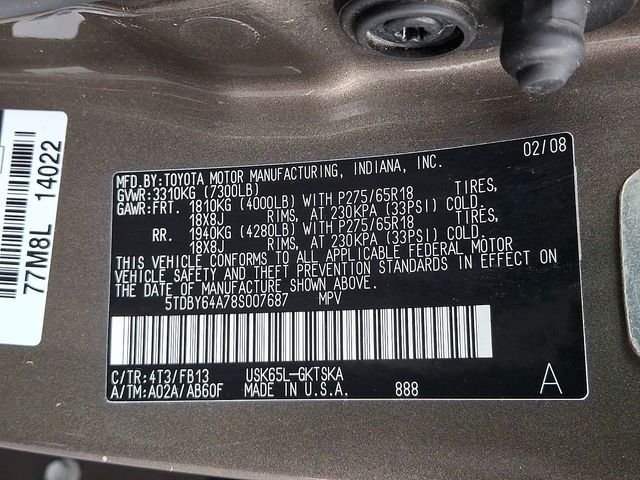 77M8L 14022
MFD.BY:TOYOTA MOTOR MANUFACTURING, INDIANA, INC. 02/08
GVWR:3310KG (7300LB)
GAWR:FRT. 1810KG (4000LB) WITH P275/65R18 TIRES,
18X8J RIMS, AT 230KPA (33PSI) COLD.
RR. 1940KG (4280LB) WITH P275/65R18 TIRES,
18X8J RIMS, AT 230KPA (33PSI) COLD.
THIS VEHICLE CONFORMS TO ALL APPLICABLE FEDERAL MOTOR
VEHICLE SAFETY AND THEFT PREVENTION STANDARDS IN EFFECT ON
THE DATE OF MANUFACTURE SHOWN ABOVE.
5TDBY64A78S007687 MPV
C/TR:4T3/FB13 USK65L-GKTSKA
A/TM:A02A/AB60F MADE IN U.S.A. 888 A